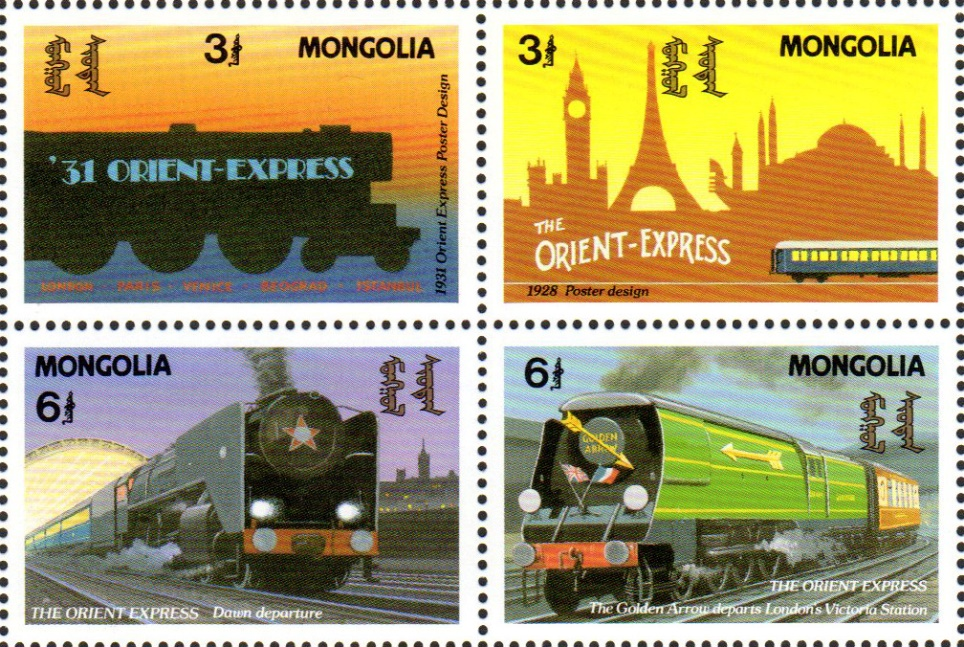 3
MONGOLIA
'31 ORIENT-EXPRESS
LONDON · PARIS · VENICE · BEOGRAD · ISTANBUL
1931 Orient Express Poster Design
3
MONGOLIA
THE
ORIENT-EXPRESS
1928 Poster design
MONGOLIA
6
THE ORIENT EXPRESS Dawn departure
6
MONGOLIA
GOLDEN
ARROW
THE ORIENT EXPRESS
The Golden Arrow departs London's Victoria Station